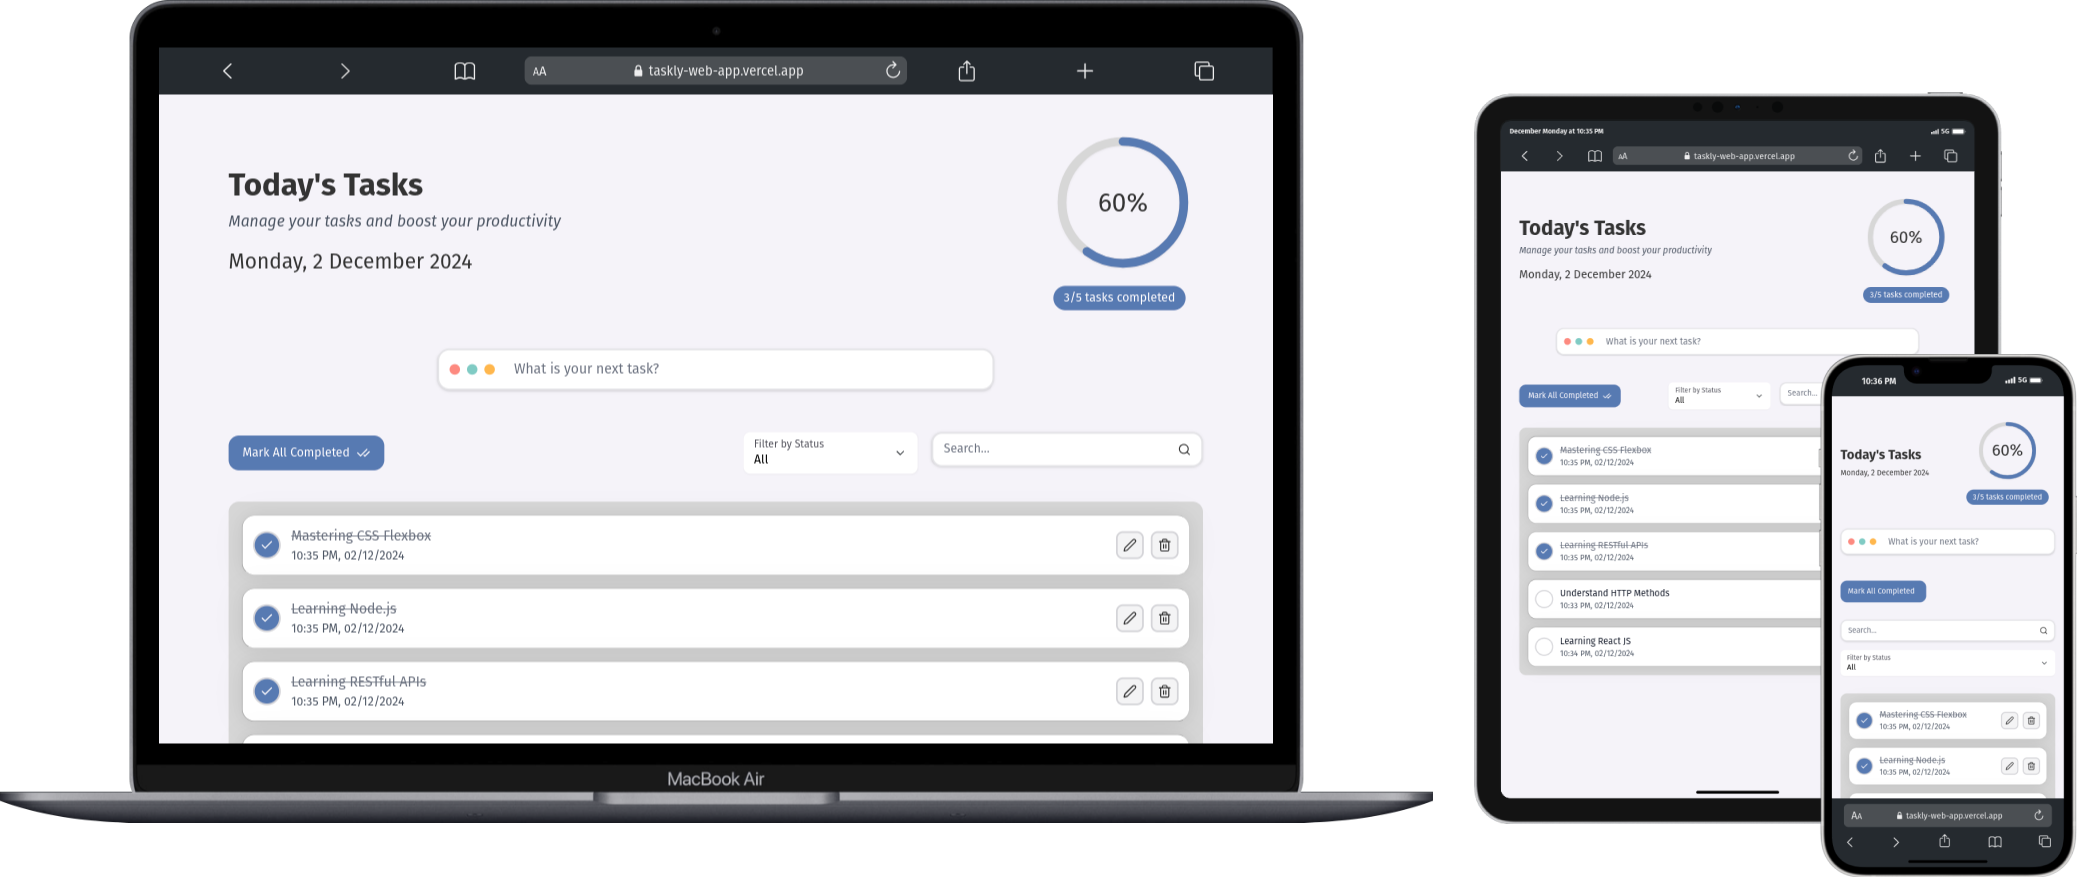 AA
taskly-web-app.vercel.app
Today's Tasks
Manage your tasks and boost your productivity
Monday, 2 December 2024
60%
3/5 tasks completed
What is your next task?
Mark All Completed
Filter by Status
All
Search...
Mastering CSS Flexbox
10:35 PM, 02/12/2024
Learning Node.js
10:35 PM, 02/12/2024
Learning RESTful APIs
10:35 PM, 02/12/2024
MacBook Air
December Monday at 10:35 PM
5G
AA
taskly-web-app.vercel.app
Today's Tasks
Manage your tasks and boost your productivity
Monday, 2 December 2024
60%
3/5 tasks completed
What is your next task?
Mark All Completed
Filter by Status
All
Search...
Mastering CSS Flexbox
10:35 PM, 02/12/2024
Learning Node.js
10:35 PM, 02/12/2024
Learning RESTful APIs
10:35 PM, 02/12/2024
Understand HTTP Methods
10:33 PM, 02/12/2024
Learning React JS
10:34 PM, 02/12/2024
10:36 PM
5G
Today's Tasks
Monday, 2 December 2024
60%
3/5 tasks completed
What is your next task?
Mark All Completed
Search...
Filter by Status
All
Mastering CSS Flexbox
10:35 PM, 02/12/2024
Learning Node.js
10:35 PM, 02/12/2024
AA
taskly-web-app.vercel.app